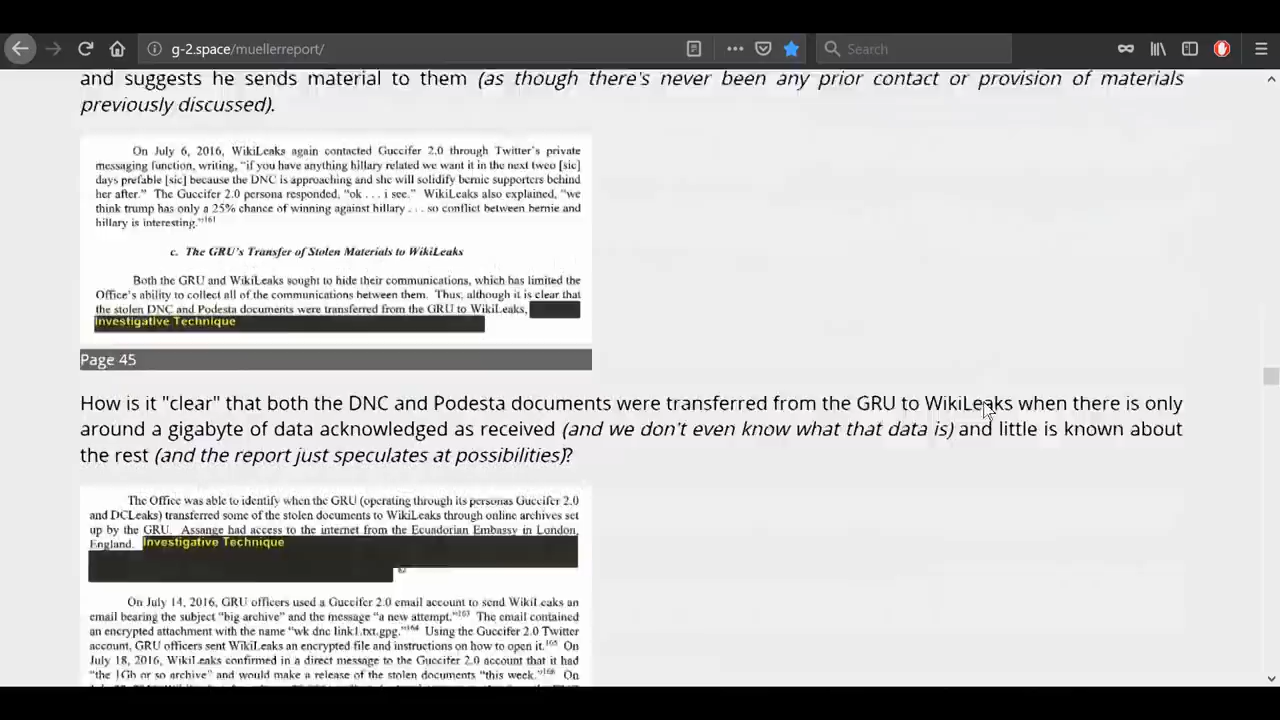 g-2.space/muellerreport/
Search
and suggests he sends material to them (as though there's never been any prior contact or provision of materials
previously discussed).
On July 6, 2016, WikiLeaks again contacted Guccifer 2.0 through Twitter's private
messaging function, writing, "if you have anything hillary related we want it in the next tweo [sic]
days prefable [sic] because the DNC is approaching and she will solidify bernie supporters behind
her after." The Guccifer 2.0 persona responded, "ok . . . i see." WikiLeaks also explained, "we
think trump has only a 25% chance of winning against hillary . . . so conflict between bernie and
hillary is interesting."161
c. The GRU's Transfer of Stolen Materials to WikiLeaks
Both the GRU and WikiLeaks sought to hide their communications, which has limited the
Office's ability to collect all of the communications between them. Thus, although it is clear that
the stolen DNC and Podesta documents were transferred from the GRU to WikiLeaks,
Investigative Technique
Page 45
How is it "clear" that both the DNC and Podesta documents were transferred from the GRU to WikiLeaks when there is only
around a gigabyte of data acknowledged as received (and we don't even know what that data is) and little is known about
the rest (and the report just speculates at possibilities)?
The Office was able to identify when the GRU (operating through its personas Guccifer 2.0
and DCLeaks) transferred some of the stolen documents to WikiLeaks through online archives set
up by the GRU. Assange had access to the internet from the Ecuadorian Embassy in London,
England. Investigative Technique
On July 14, 2016, GRU officers used a Guccifer 2.0 email account to send WikiLeaks an
email bearing the subject "big archive" and the message "a new attempt."163 The email contained
an encrypted attachment with the name "wk dnc link1.txt.gpg."164 Using the Guccifer 2.0 Twitter
account, GRU officers sent WikiLeaks an encrypted file and instructions on how to open it.165 On
July 18, 2016, WikiLeaks confirmed in a direct message to the Guccifer 2.0 account that it had
"the 1Gb or so archive" and would make a release of the stolen documents "this week."166 On